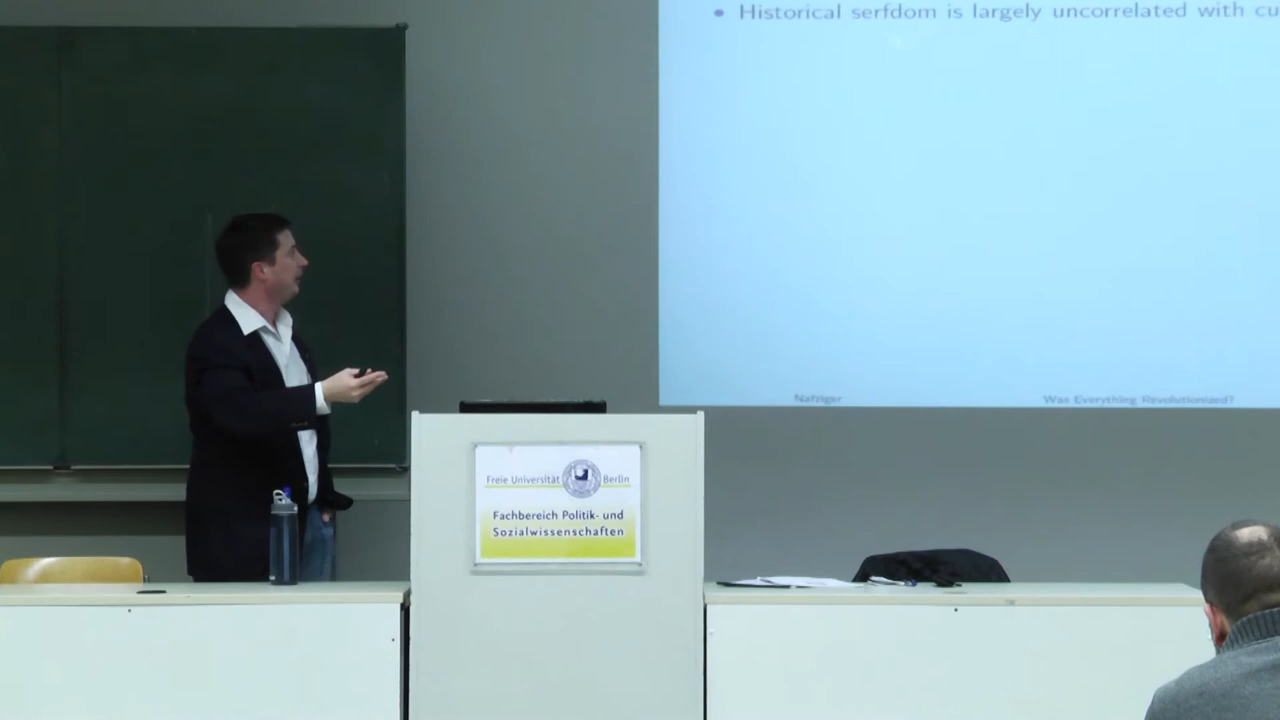 • Historical serfdom is largely uncorrelated with cu
Nafziger
Was Everything Revolutionized?
Freie Universität Berlin
Fachbereich Politik- und
Sozialwissenschaften